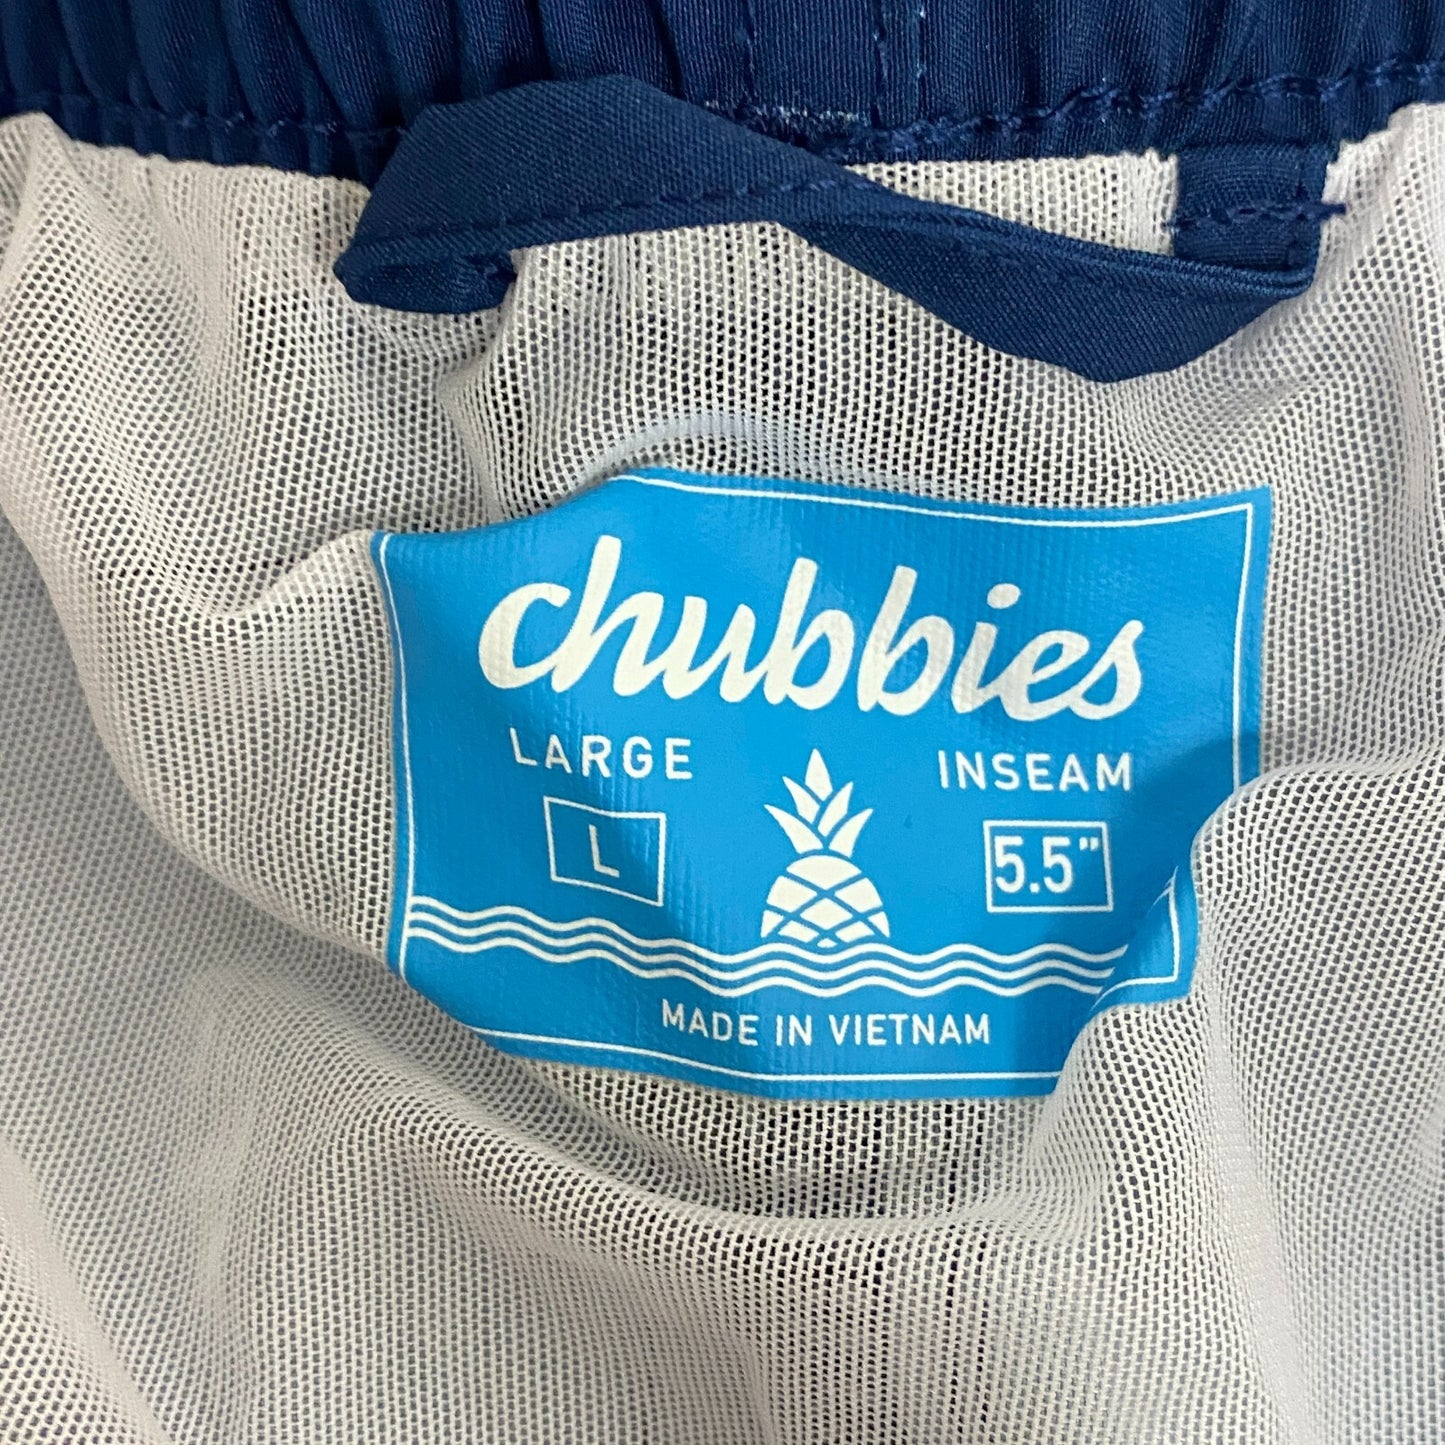 chubbies
LARGE
INSEAM
L
5.5"
MADE IN VIETNAM